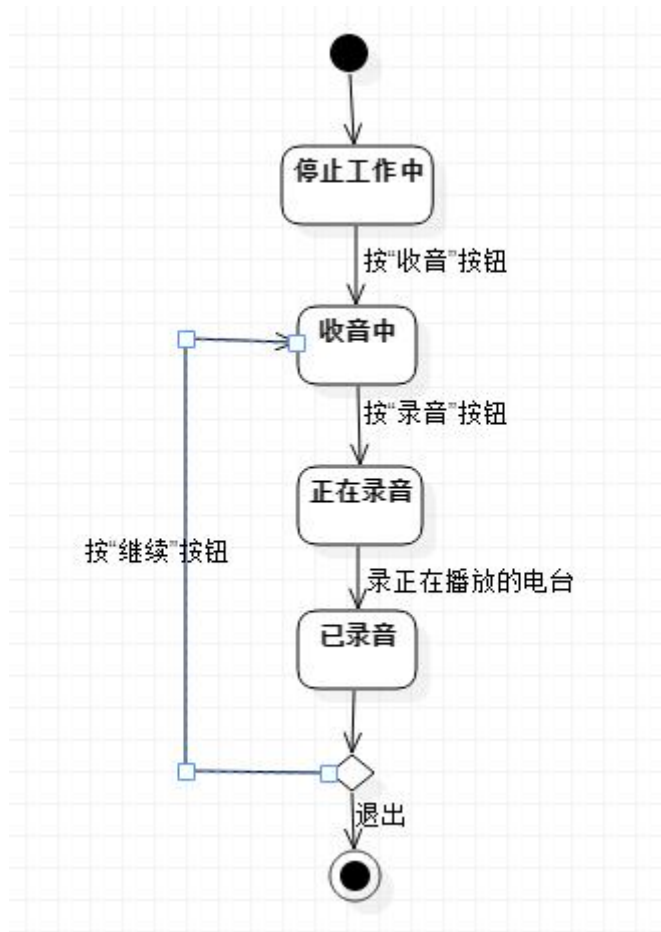 停止工作中
按“收音”按钮
收音中
按“录音”按钮
正在录音
按“继续”按钮
录正在播放的电台
已录音
退出